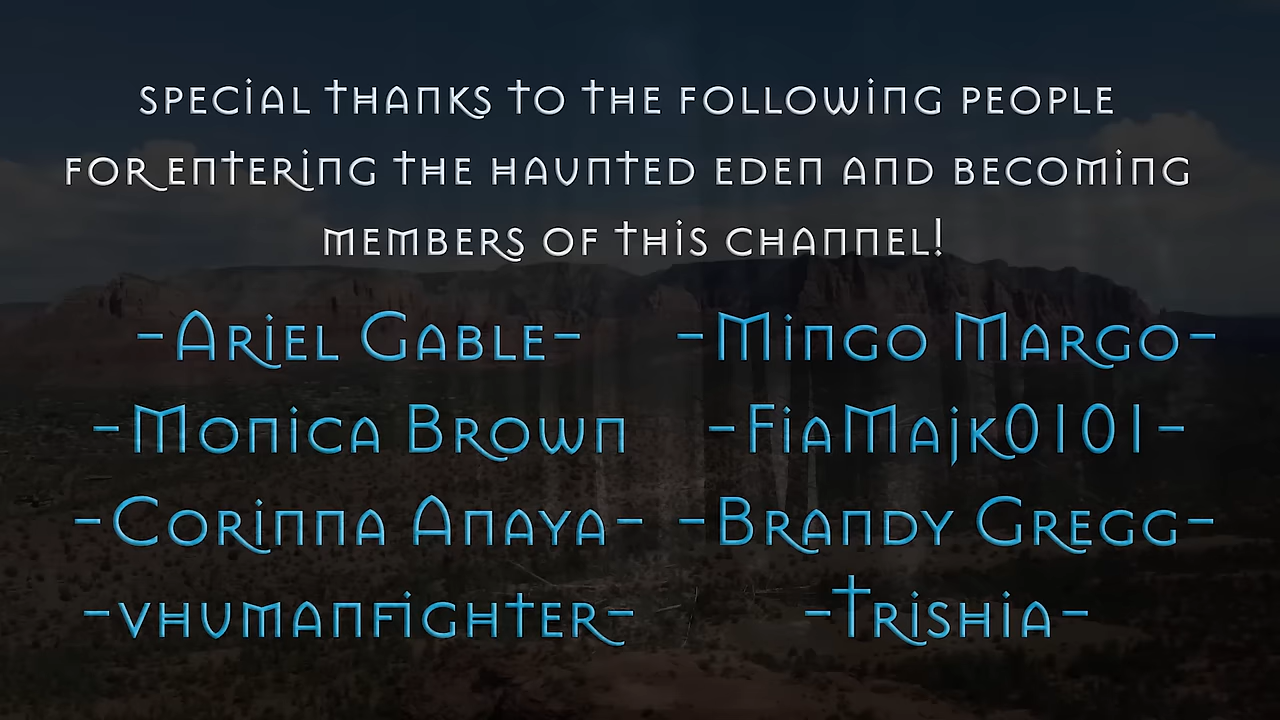 SPECIAL THANKS TO THE FOLLOWING PEOPLE
FOR ENTERING THE HAUNTED EDEN AND BECOMING
MEMBERS OF THIS CHANNEL!
-Ariel Gable-
-Mingo Margo-
-Monica Brown
-FiaMajk0101-
-Corinna Anaya-
-Brandy Gregg-
-vhumanfighter-
-Trishia-